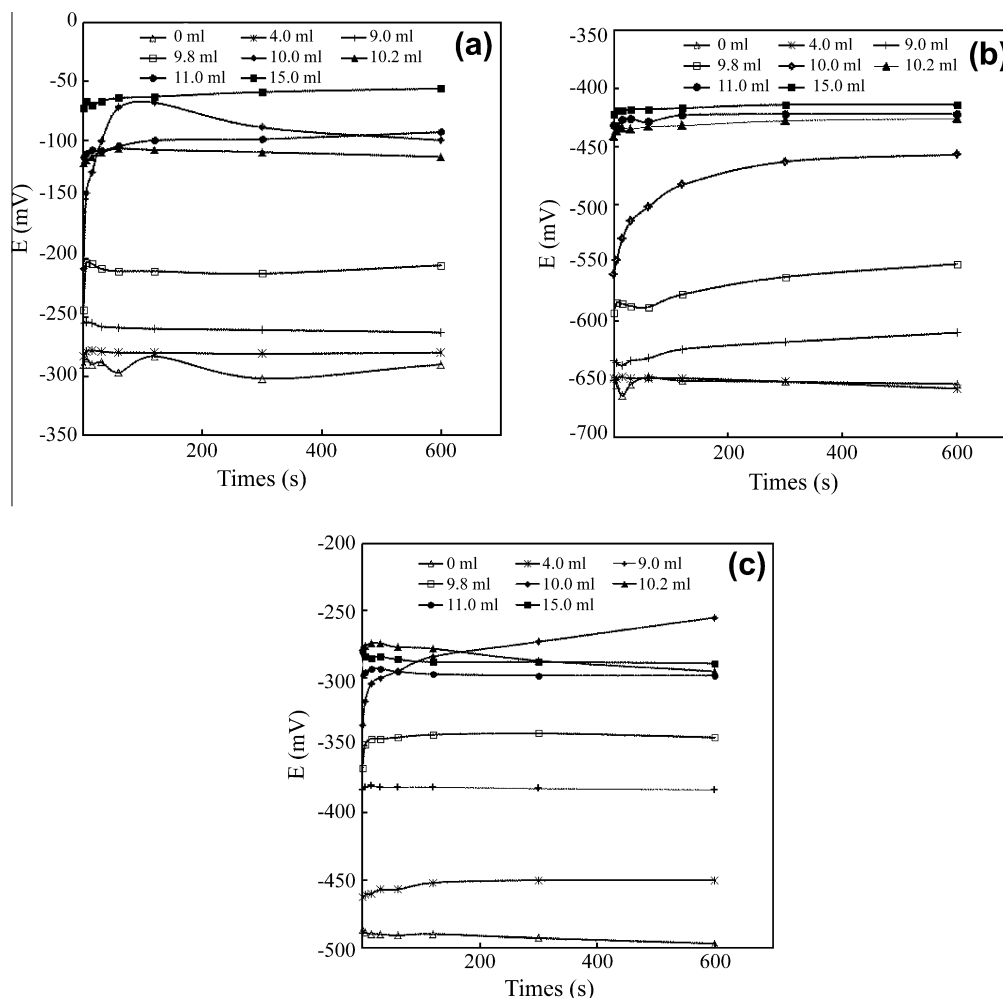 (a)
0 ml 4.0 ml 9.0 ml
9.8 ml 10.0 ml 10.2 ml
11.0 ml 15.0 ml
0
-50
-100
-150
-200
-250
-300
-350
E (mV)
200 400 600
Times (s)
(b)
0 ml 4.0 ml 9.0 ml
9.8 ml 10.0 ml 10.2 ml
11.0 ml 15.0 ml
-350
-400
-450
-500
-550
-600
-650
-700
E (mV)
200 400 600
Times (s)
(c)
0 ml 4.0 ml 9.0 ml
9.8 ml 10.0 ml 10.2 ml
11.0 ml 15.0 ml
-200
-250
-300
-350
-400
-450
-500
E (mV)
200 400 600
Times (s)